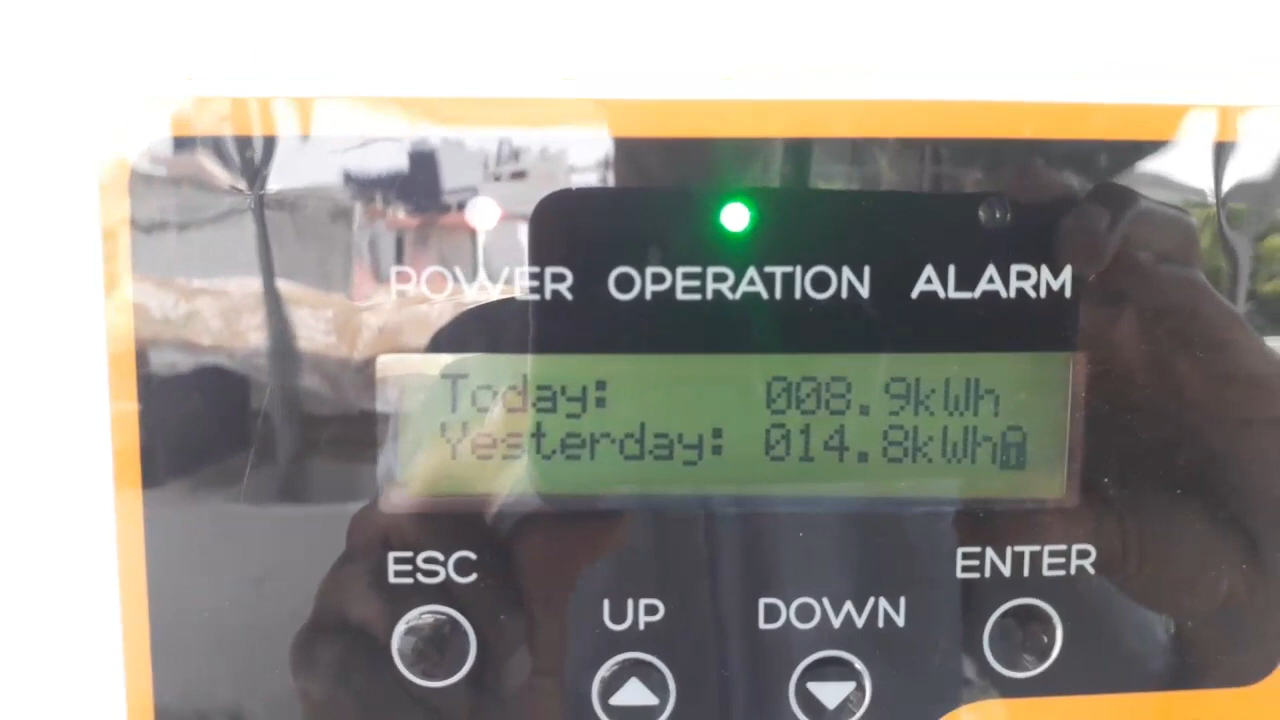 POWER OPERATION ALARM
Today: 008.9kWh
Yesterday: 014.8kWh
ESC
ENTER
UP
DOWN